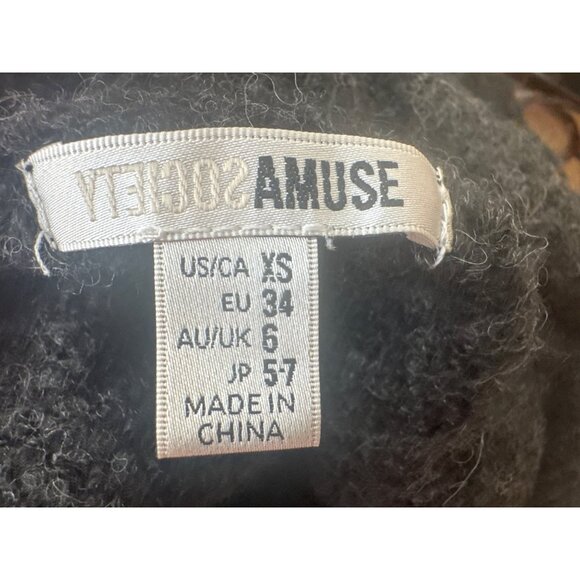 SOCIETY AMUSE
US/CA XS
EU 34
AU/UK 6
JP 5-7
MADE IN
CHINA